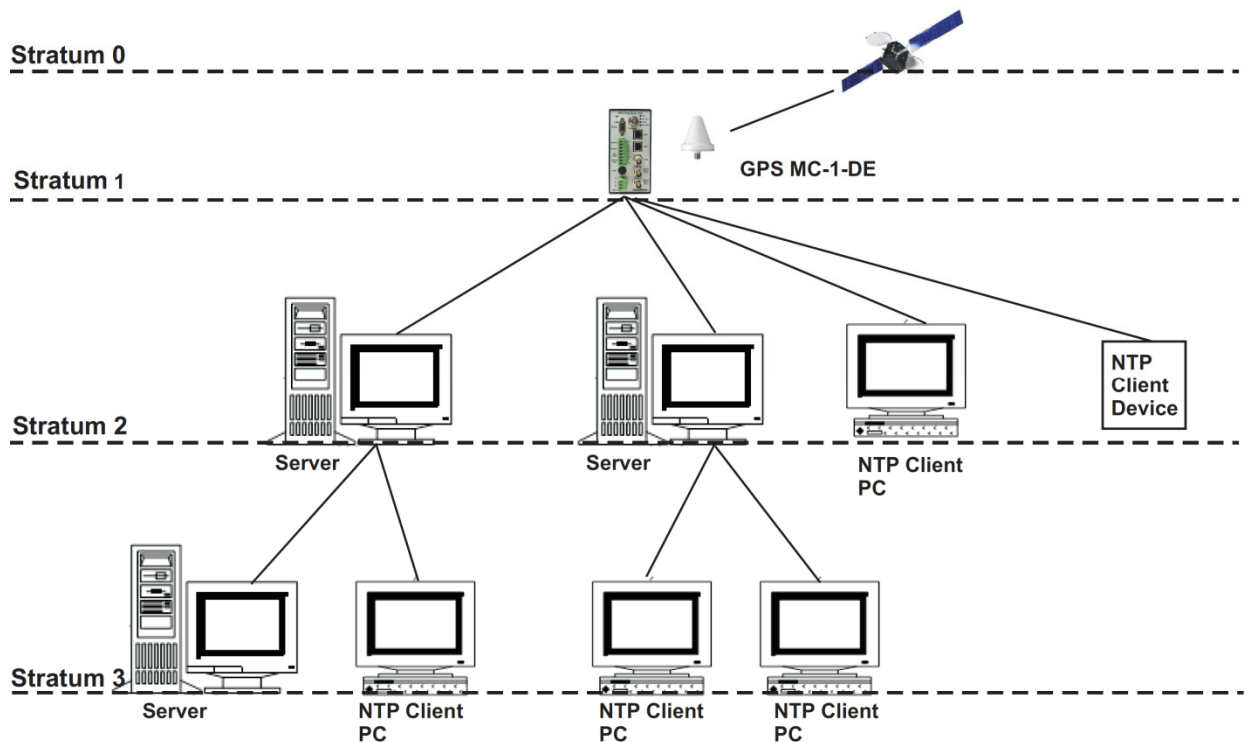 Stratum 0
GPS MC-1-DE
Stratum 1
NTP
Client
Device
Stratum 2
Server
Server
NTP Client
PC
Stratum 3
Server
NTP Client
PC
NTP Client
PC
NTP Client
PC